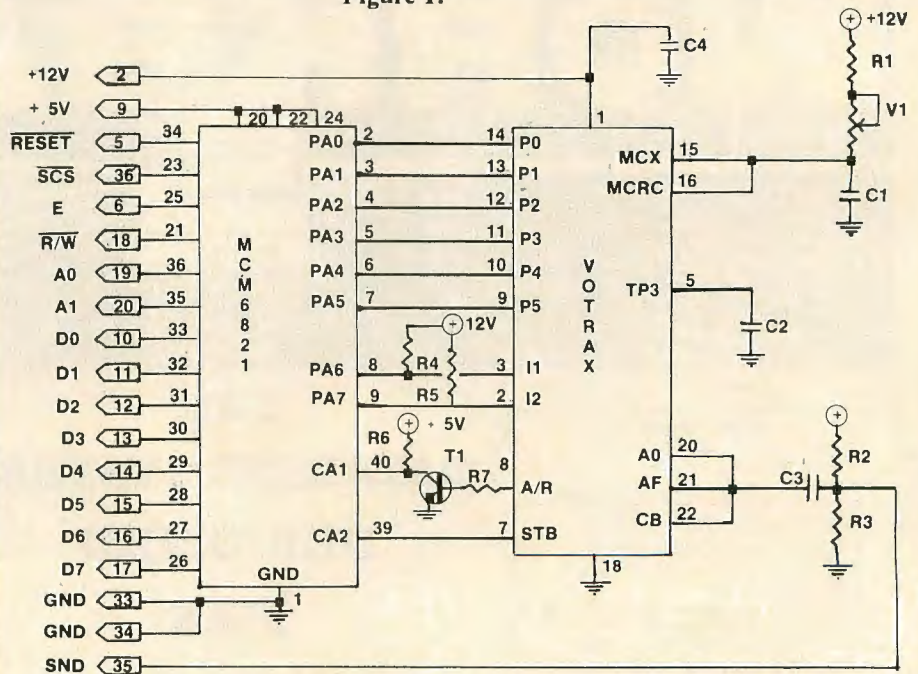 Figure 1.
+12V 2
+ 5V 9
RESET 5 34
SCS 36 23
E 6 25
R/W 18 21
A0 19 36
A1 20 35
D0 10 33
D1 11 32
D2 12 31
D3 13 30
D4 14 29
D5 15 28
D6 16 27
D7 17 26
GND 33
GND 34
SND 35
20 22 24
MCM6821
PA0 2
PA1 3
PA2 4
PA3 5
PA4 6
PA5 7
PA6 8
PA7 9
CA1 40
CA2 39
GND
1
12V
R4
R5
+ 5V
R6
T1
R7
C4
1
VOTRAX
14 P0
13 P1
12 P2
11 P3
10 P4
9 P5
3 I1
2 I2
8 A/R
7 STB
18
MCX 15
MCRC 16
TP3 5
A0 20
AF 21
CB 22
+12V
R1
V1
C1
C2
C3
R2
R3